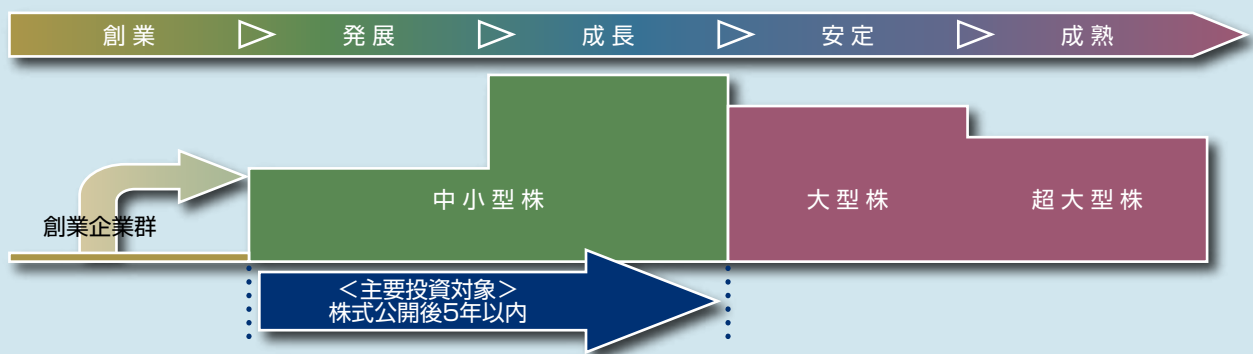 創業 ▷ 発展 ▷ 成長 ▷ 安定 ▷ 成熟
創業企業群
中小型株
大型株
超大型株
＜主要投資対象＞
株式公開後5年以内